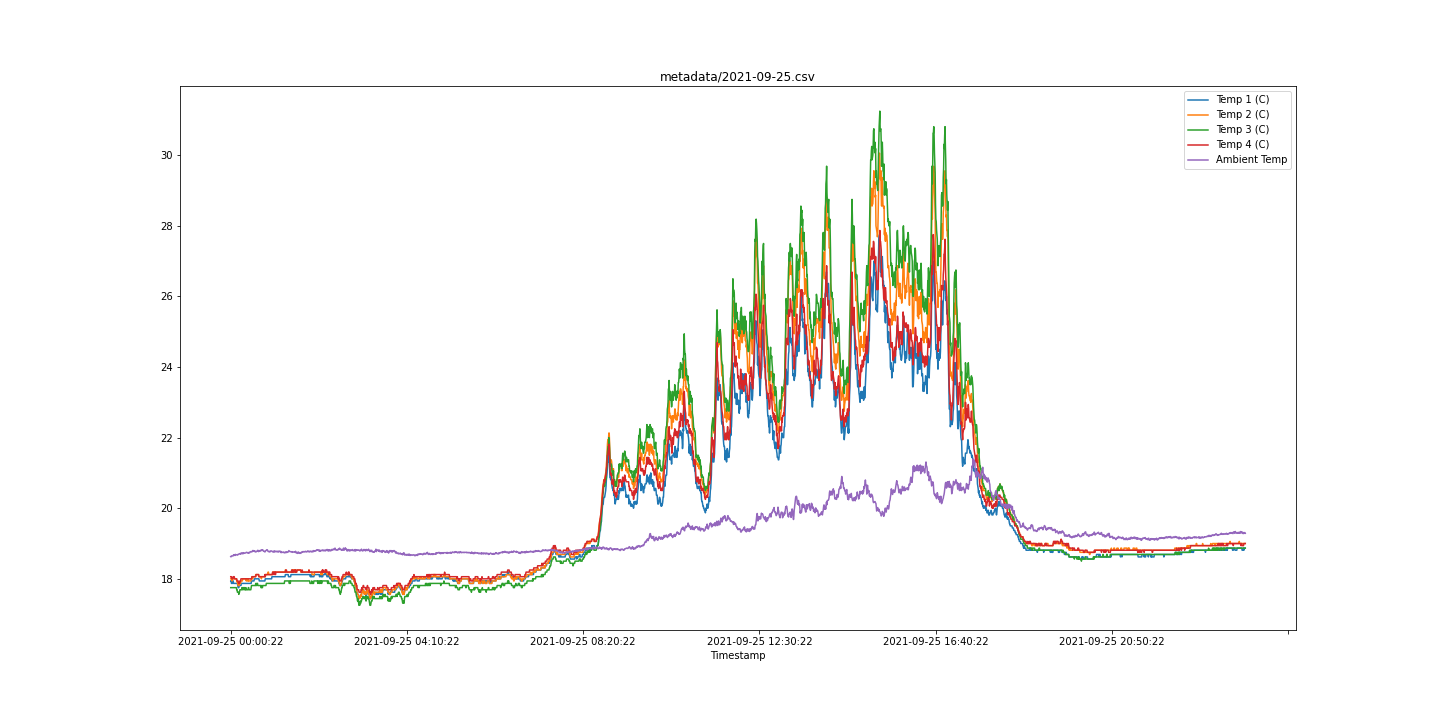 metadata/2021-09-25.csv
Temp 1 (C)
Temp 2 (C)
Temp 3 (C)
Temp 4 (C)
Ambient Temp
30
28
26
24
22
20
18
2021-09-25 00:00:22 2021-09-25 04:10:22 2021-09-25 08:20:22 2021-09-25 12:30:22 2021-09-25 16:40:22 2021-09-25 20:50:22
Timestamp